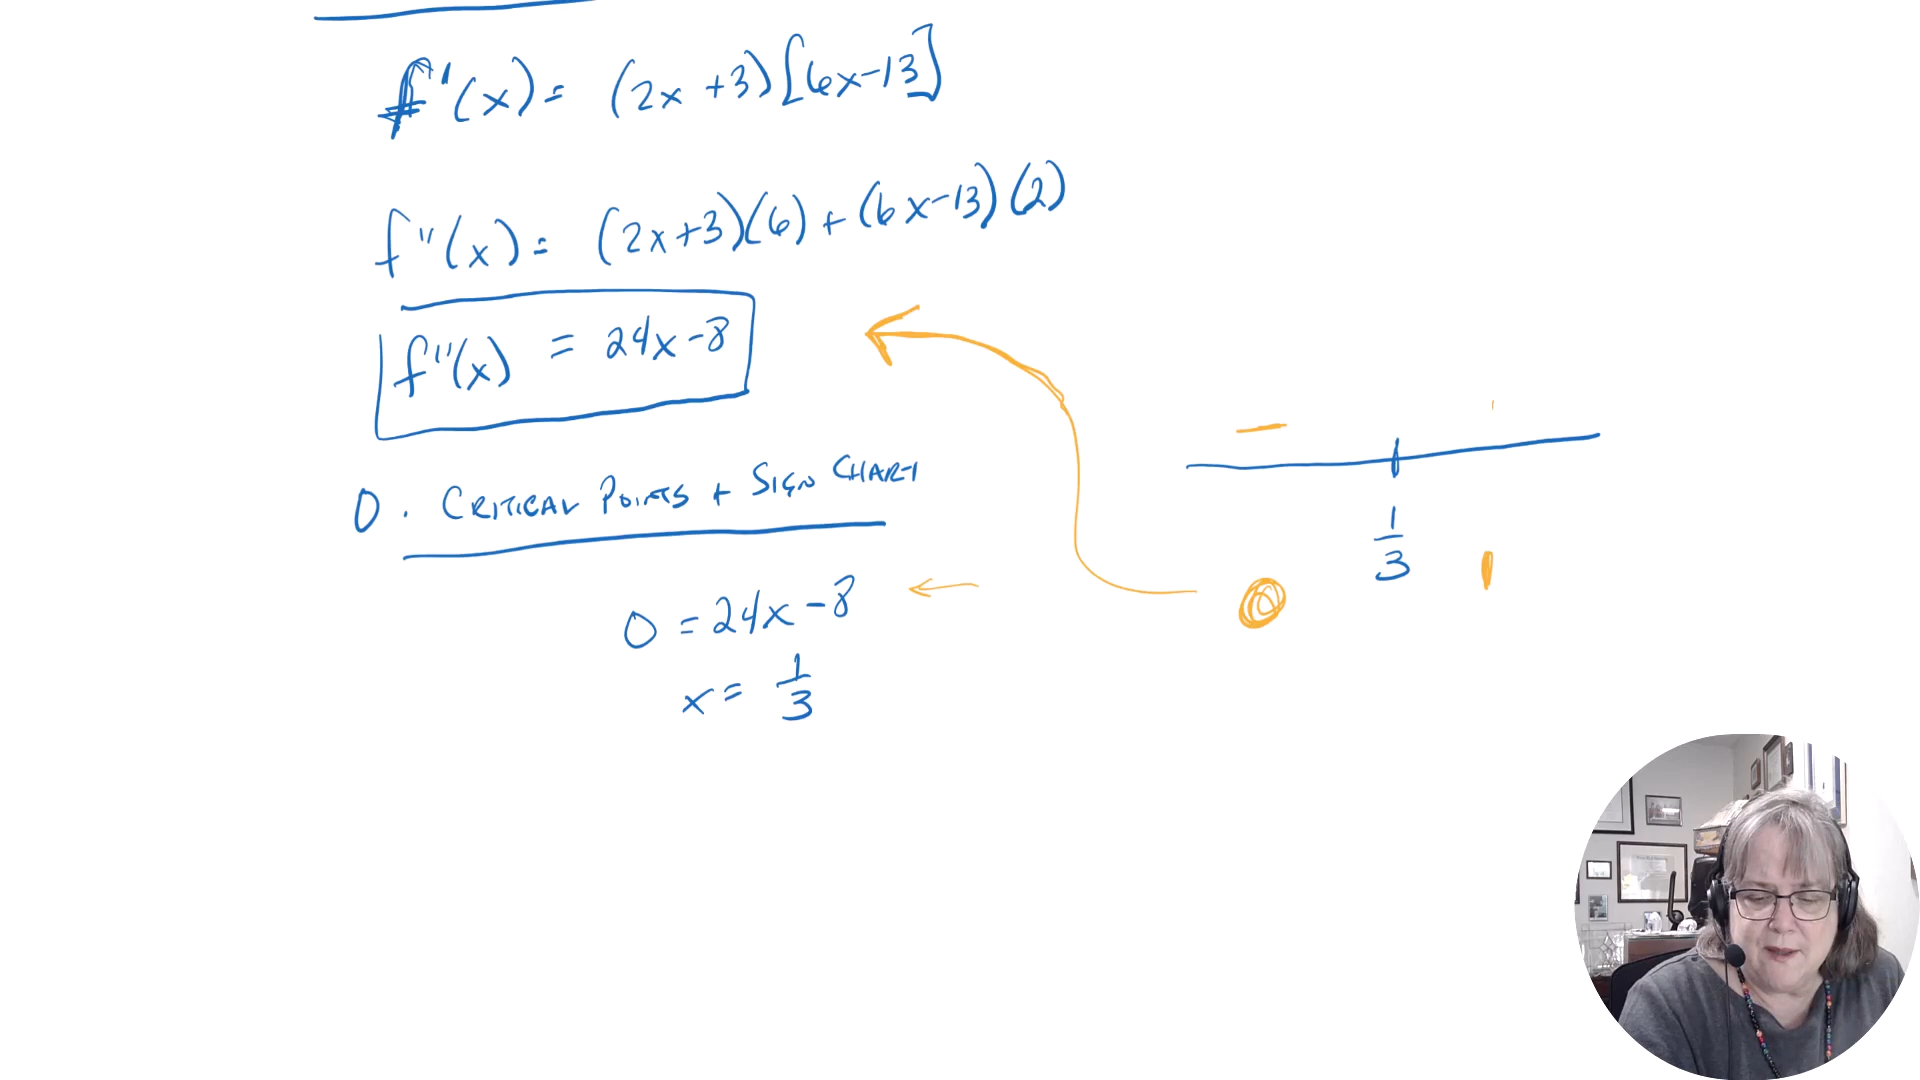 f'(x) = (2x+3)[6x-13]
f''(x) = (2x+3)(6) + (6x-13)(2)
f''(x) = 24x-8
0. CRITICAL POINTS + SIGN CHART
—
1/3
0 1
0 = 24x-8
x = 1/3